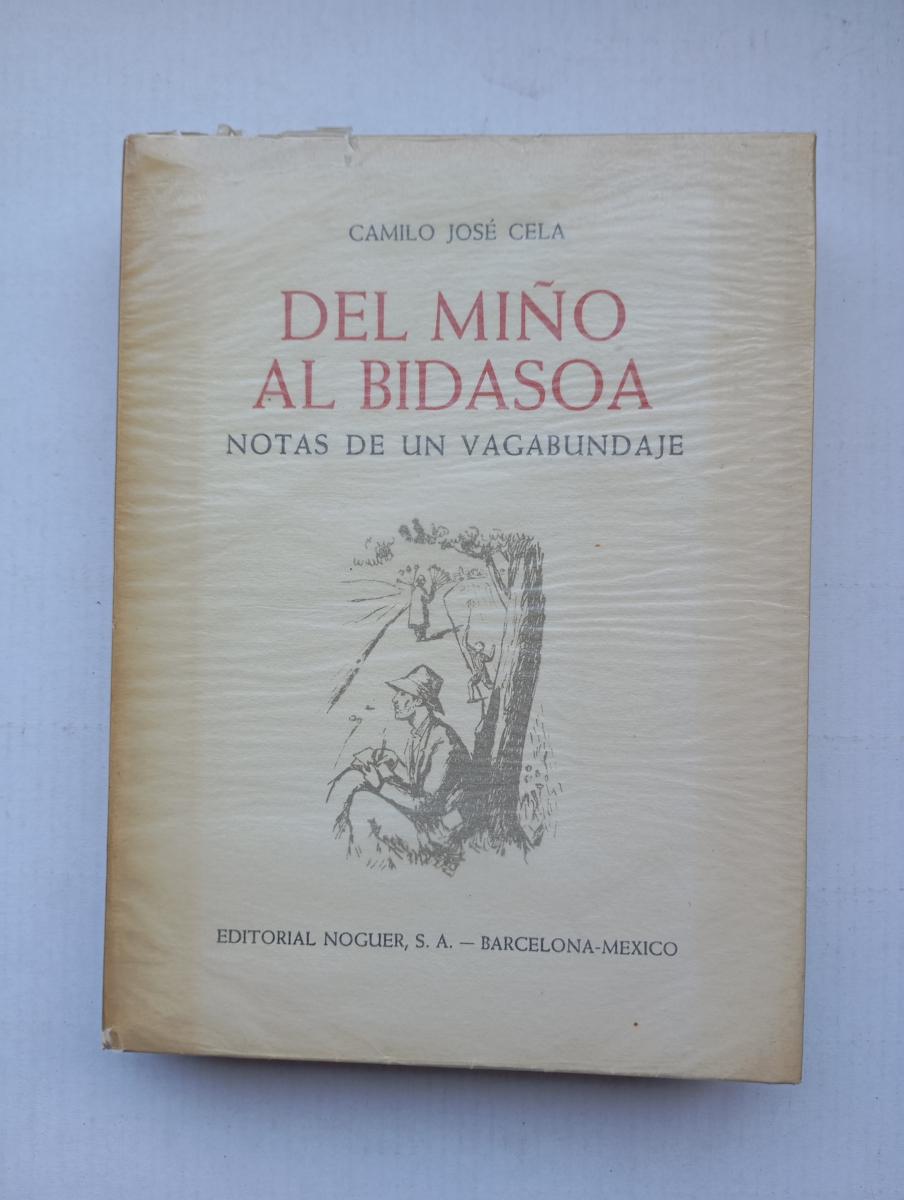 CAMILO JOSÉ CELA
DEL MIÑO
AL BIDASOA
NOTAS DE UN VAGABUNDAJE
EDITORIAL NOGUER, S. A. — BARCELONA-MEXICO